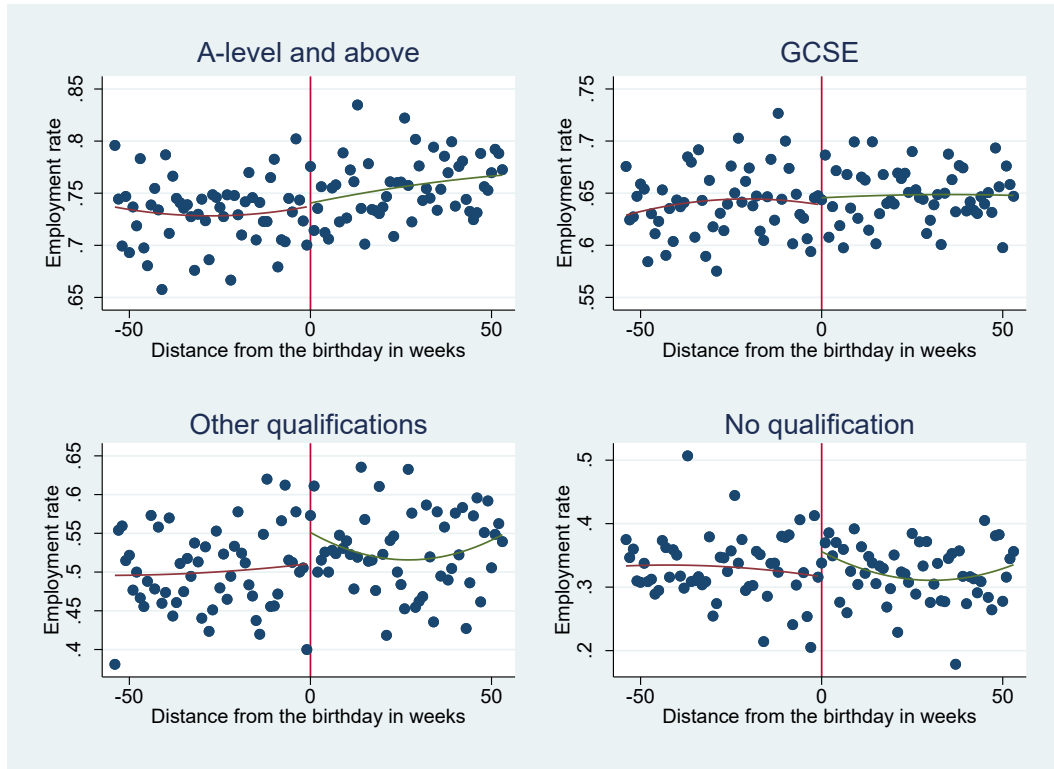 A-level and above
Employment rate
.85
.8
.75
.7
.65
-50 0 50
Distance from the birthday in weeks
GCSE
Employment rate
.75
.7
.65
.6
.55
-50 0 50
Distance from the birthday in weeks
Other qualifications
Employment rate
.65
.6
.55
.5
.45
.4
-50 0 50
Distance from the birthday in weeks
No qualification
Employment rate
.5
.4
.3
.2
-50 0 50
Distance from the birthday in weeks